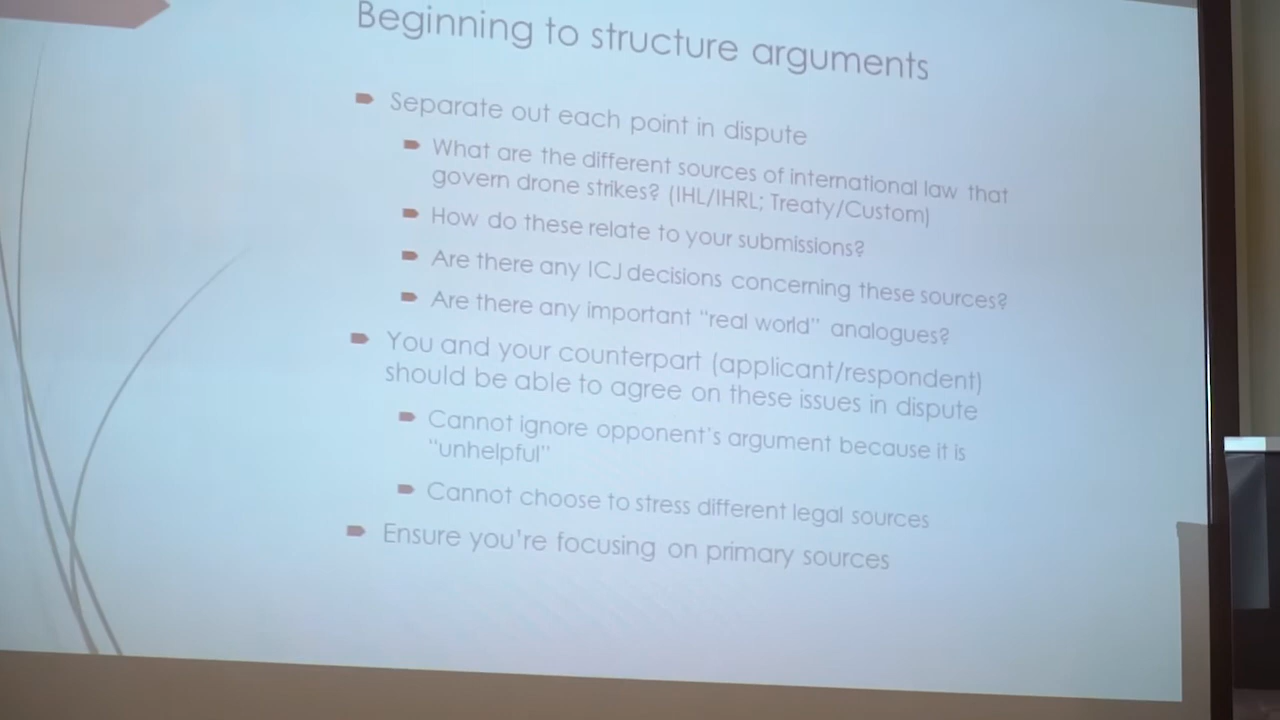 Beginning to structure arguments
Separate out each point in dispute
What are the different sources of international law that
govern drone strikes? (IHL/IHRL; Treaty/Custom)
How do these relate to your submissions?
Are there any ICJ decisions concerning these sources?
Are there any important "real world" analogues?
You and your counterpart (applicant/respondent)
should be able to agree on these issues in dispute
Cannot ignore opponent's argument because it is
"unhelpful"
Cannot choose to stress different legal sources
Ensure you're focusing on primary sources